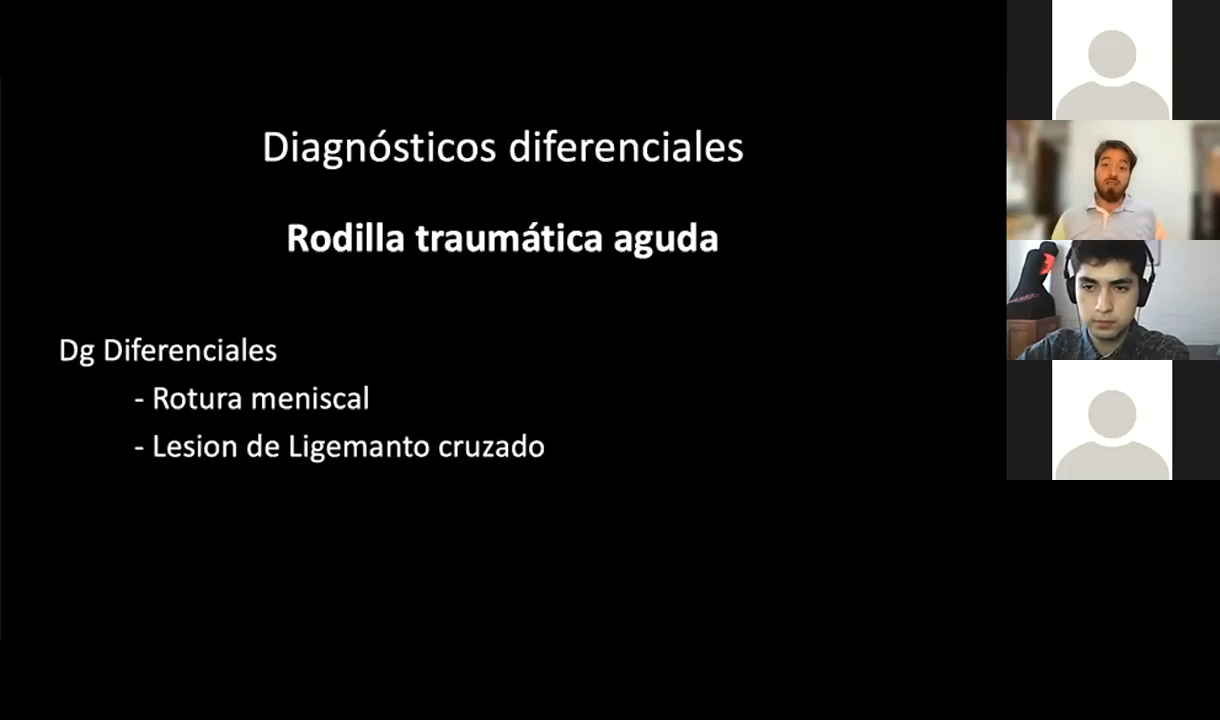 Diagnósticos diferenciales
Rodilla traumática aguda
Dg Diferenciales
- Rotura meniscal
- Lesion de Ligemanto cruzado